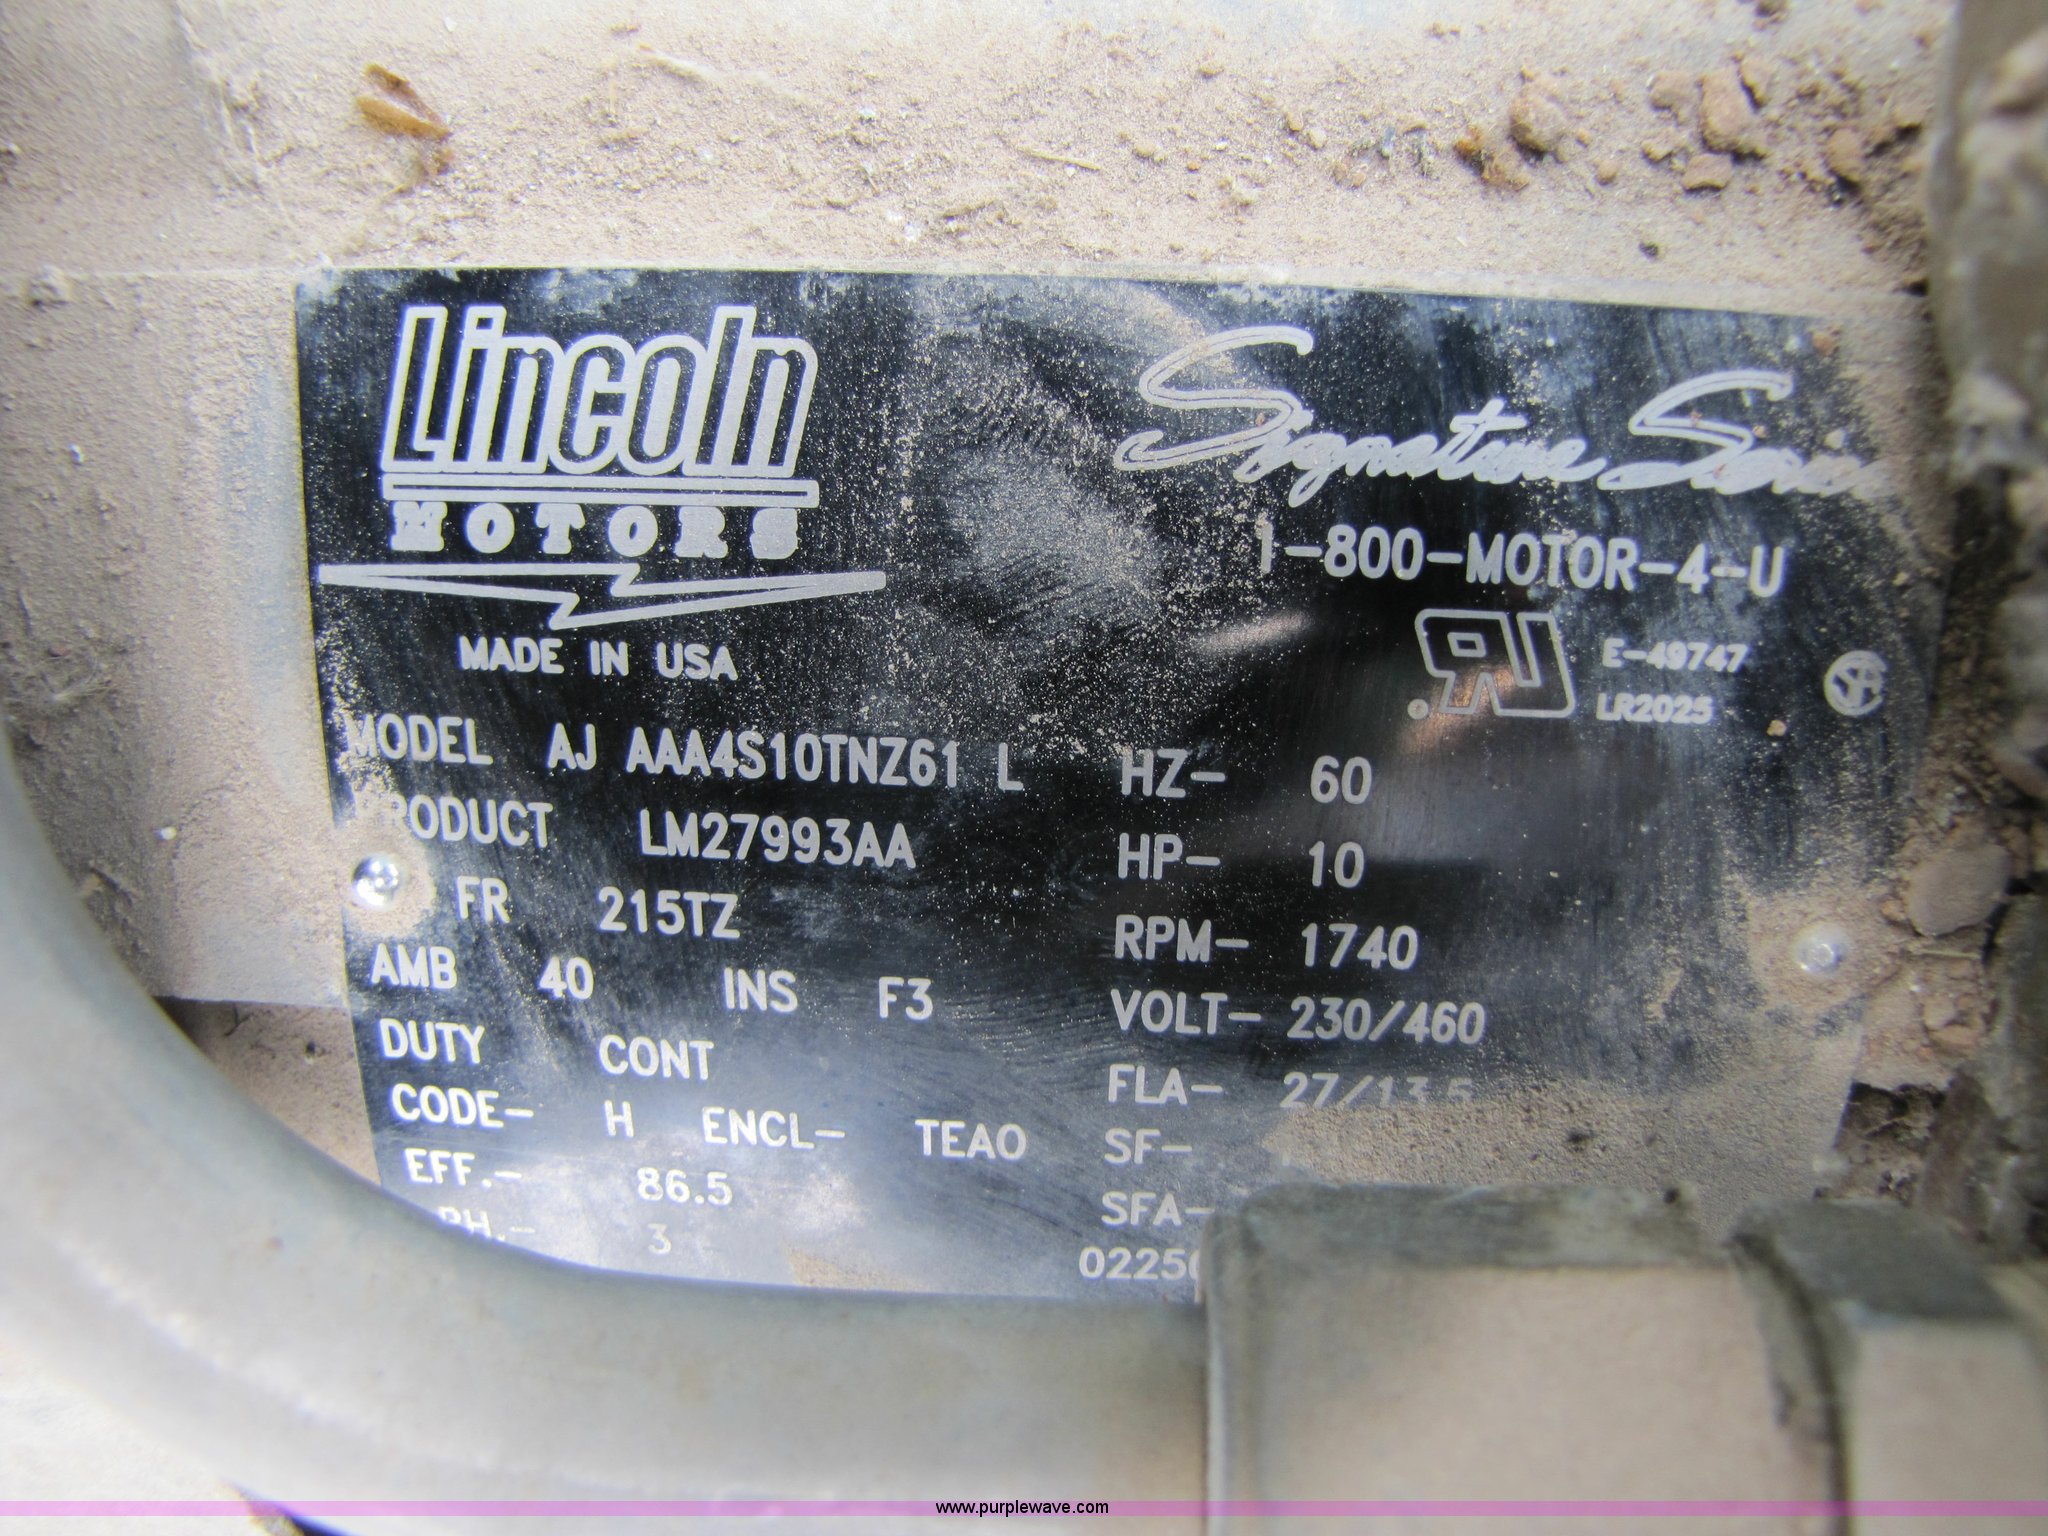 Lincoln
MOTORS
MADE IN USA
Signature Series
1-800-MOTOR-4-U
E-49747
LR2025
MODEL AJ AAA4S10TNZ61 L
PRODUCT LM27993AA
FR 215TZ
AMB 40 INS F3
DUTY CONT
CODE- H ENCL- TEAO
EFF.- 86.5
PH.- 3
HZ- 60
HP- 10
RPM- 1740
VOLT- 230/460
FLA- 27/13.5
SF-
SFA-
www.purplewave.com